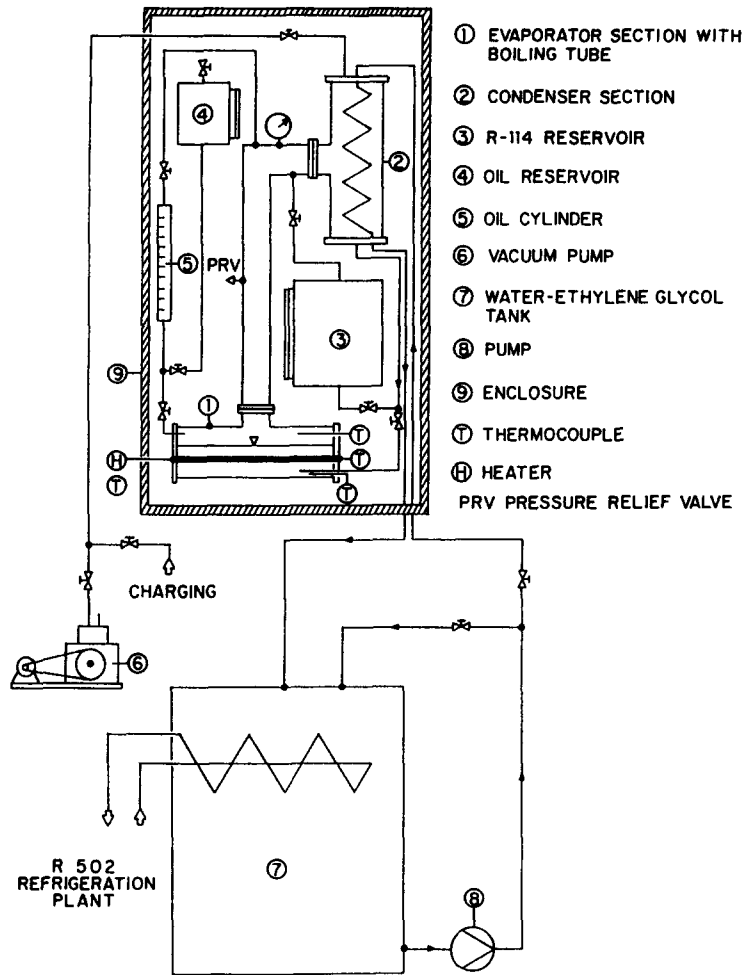 ① EVAPORATOR SECTION WITH
BOILING TUBE
② CONDENSER SECTION
③ R-114 RESERVOIR
④ OIL RESERVOIR
⑤ OIL CYLINDER
⑥ VACUUM PUMP
⑦ WATER-ETHYLENE GLYCOL
TANK
⑧ PUMP
⑨ ENCLOSURE
Ⓣ THERMOCOUPLE
Ⓗ HEATER
PRV PRESSURE RELIEF VALVE
④
②
⑤ PRV
③
⑨
①
Ⓣ
Ⓗ
Ⓣ
Ⓣ
Ⓣ
CHARGING
⑥
R 502
REFRIGERATION
PLANT
⑦
⑧